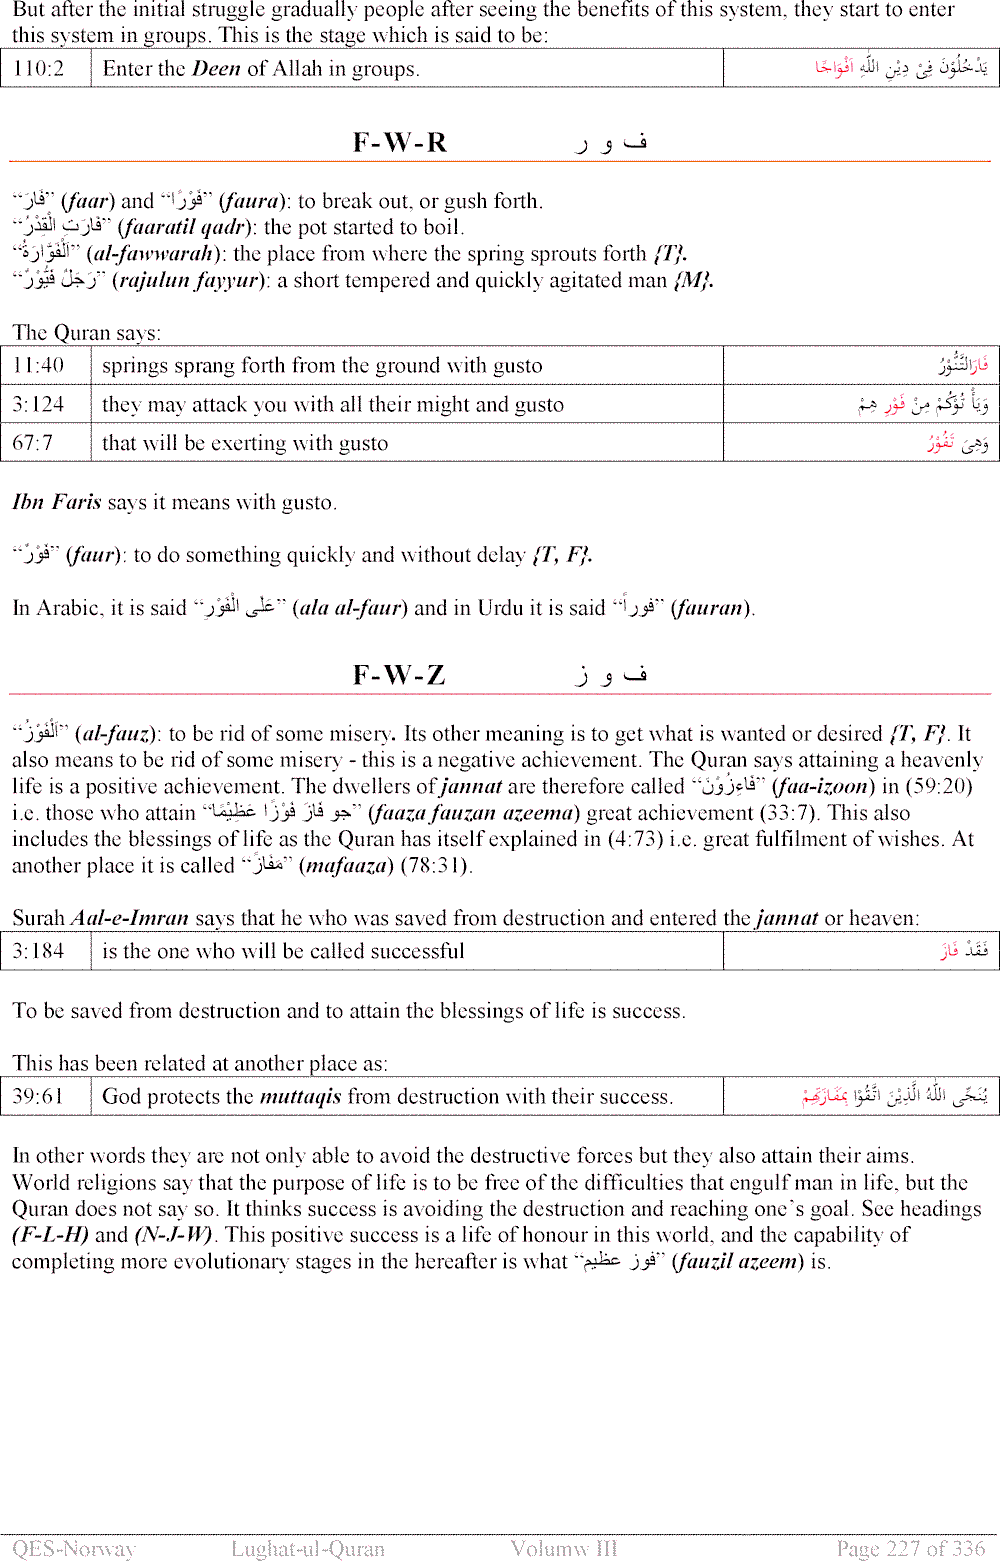 But after the initial struggle gradually people after seeing the benefits of this system, they start to enter
this system in groups. This is the stage which is said to be:
110:2 Enter the Deen of Allah in groups. يَدْخُلُوْنَ فِىْ دِيْنِ اللّٰهِ اَفْوَاجًا
F-W-R ف و ر
“فَارَ” (faar) and “فَوْرًا” (faura): to break out, or gush forth.
“فَارَتِ الْقِدْرُ” (faaratil qadr): the pot started to boil.
“اَلْفَوَّارَةُ” (al-fawwarah): the place from where the spring sprouts forth {T}.
“رَجَلٌ فَيُّوْرٌ” (rajulun fayyur): a short tempered and quickly agitated man {M}.
The Quran says:
11:40 springs sprang forth from the ground with gusto فَارَالتَّنُّوْرُ
3:124 they may attack you with all their might and gusto وَيَأْ تُوْكُمْ مِنْ فَوْرِ هِمْ
67:7 that will be exerting with gusto وَهِىَ تَفُوْرُ
Ibn Faris says it means with gusto.
“فَوْرٌ” (faur): to do something quickly and without delay {T, F}.
In Arabic, it is said “عَلَى الْفَوْرِ” (ala al-faur) and in Urdu it is said “فوراً” (fauran).
F-W-Z ف و ز
“اَلْفَوْزُ” (al-fauz): to be rid of some misery. Its other meaning is to get what is wanted or desired {T, F}. It
also means to be rid of some misery - this is a negative achievement. The Quran says attaining a heavenly
life is a positive achievement. The dwellers of jannat are therefore called “فَاءِزُوْنَ” (faa-izoon) in (59:20)
i.e. those who attain “جو فَازَ فَوْزًا عَظِيْمًا” (faaza fauzan azeema) great achievement (33:7). This also
includes the blessings of life as the Quran has itself explained in (4:73) i.e. great fulfilment of wishes. At
another place it is called “مَفَازٌ” (mafaaza) (78:31).
Surah Aal-e-Imran says that he who was saved from destruction and entered the jannat or heaven:
3:184 is the one who will be called successful فَقَدْ فَازَ
To be saved from destruction and to attain the blessings of life is success.
This has been related at another place as:
39:61 God protects the muttaqis from destruction with their success. يُنَجِّى اللّٰهُ الَّذِيْنَ اتَّقَوْا بِمَفَازَتِهِمْ
In other words they are not only able to avoid the destructive forces but they also attain their aims.
World religions say that the purpose of life is to be free of the difficulties that engulf man in life, but the
Quran does not say so. It thinks success is avoiding the destruction and reaching one's goal. See headings
(F-L-H) and (N-J-W). This positive success is a life of honour in this world, and the capability of
completing more evolutionary stages in the hereafter is what “فوز عظيم” (fauzil azeem) is.
QES-Norway Lughat-ul-Quran Volumw III Page 227 of 336